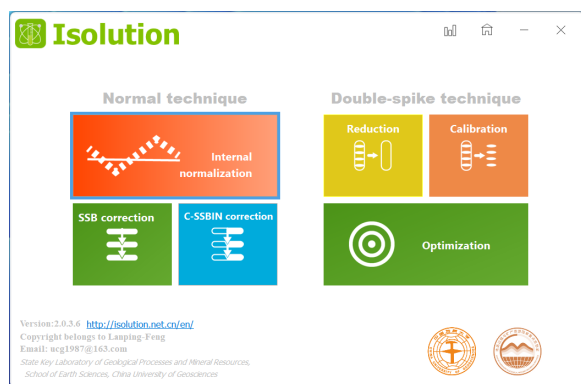 Isolution
Normal technique
Double-spike technique
Internal
normalization
Reduction
Calibration
SSB correction
C-SSBIN correction
Optimization
Version:2.0.3.6 http://isolution.net.cn/en/
Copyright belongs to Lanping-Feng
Email: ncg1987@163.com
State Key Laboratory of Geological Processes and Mineral Resources,
School of Earth Sciences, China Unversity of Geosciences